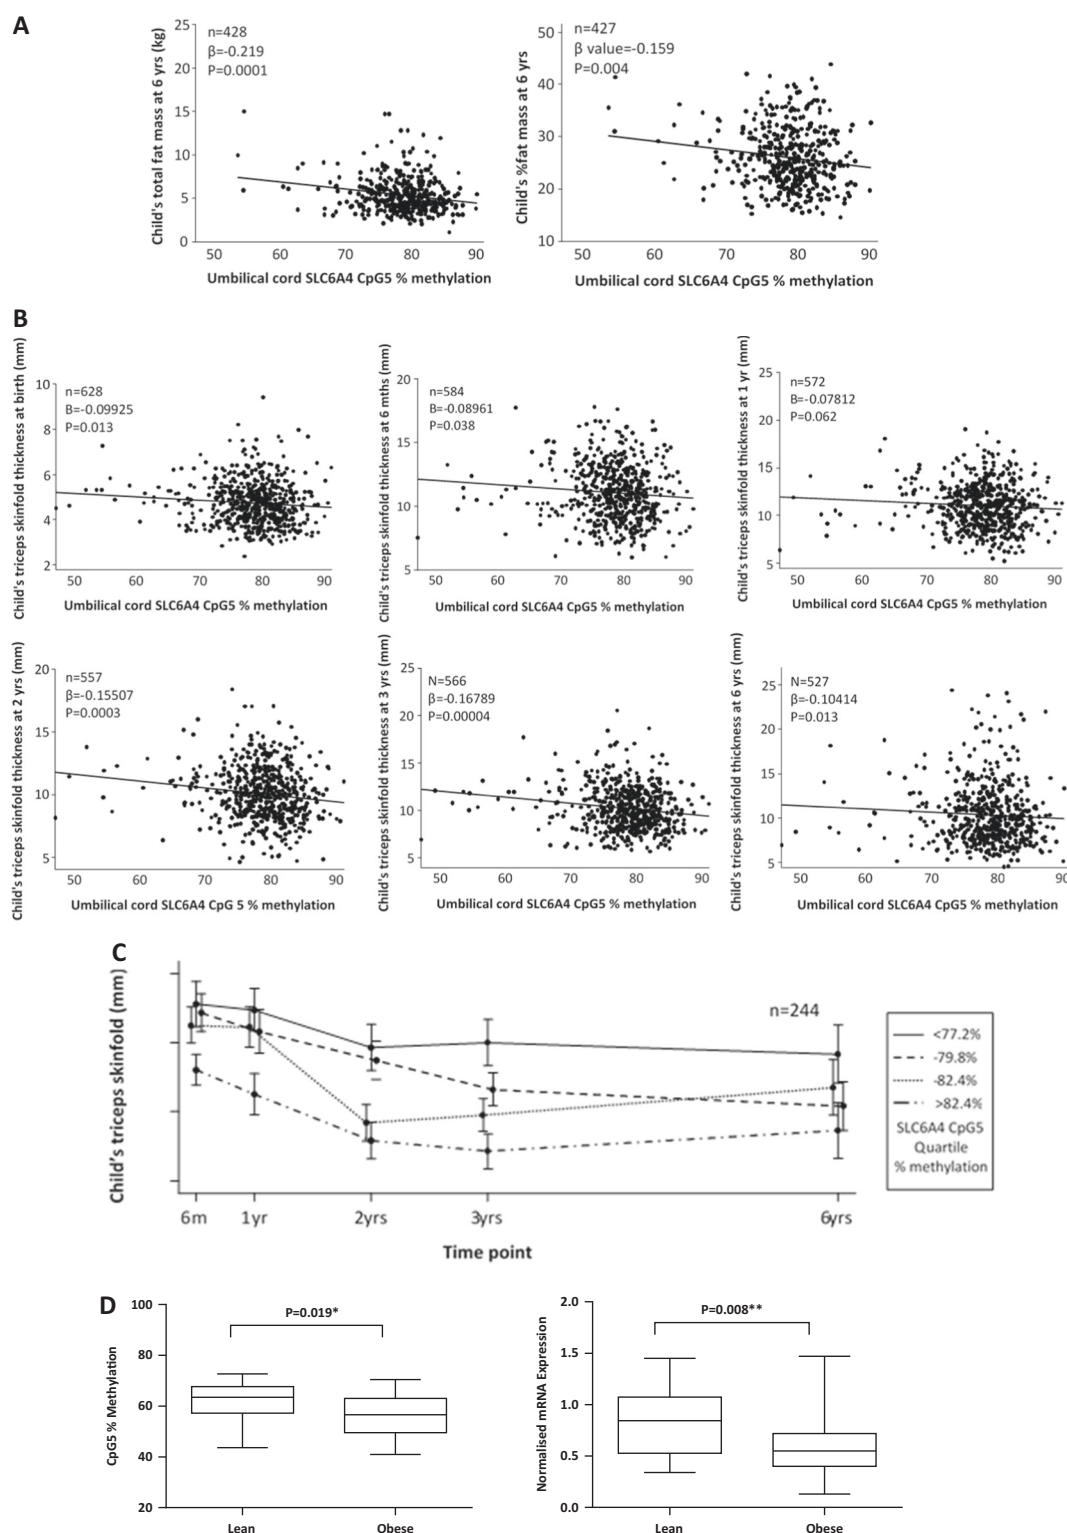 A
Child's total fat mass at 6 yrs (kg)
25
20
15
10
5
0
n=428
β=-0.219
P=0.0001
50 60 70 80 90
Umbilical cord SLC6A4 CpG5 % methylation
Child's %fat mass at 6 yrs
50
40
30
20
10
n=427
β value=-0.159
P=0.004
50 60 70 80 90
Umbilical cord SLC6A4 CpG5 % methylation
B
Child's triceps skinfold thickness at birth (mm)
10
8
6
4
2
n=628
B=-0.09925
P=0.013
50 60 70 80 90
Umbilical cord SLC6A4 CpG5 % methylation
Child's triceps skinfold thickness at 6 mths (mm)
20
15
10
5
n=584
B=-0.08961
P=0.038
50 60 70 80 90
Umbilical cord SLC6A4 CpG5 % methylation
Child's triceps skinfold thickness at 1 yr (mm)
25
20
15
10
5
n=572
B=-0.07812
P=0.062
50 60 70 80 90
Umbilical cord SLC6A4 CpG5 % methylation
Child's triceps skinfold thickness at 2 yrs (mm)
20
15
10
5
n=557
β=-0.15507
P=0.0003
50 60 70 80 90
Umbilical cord SLC6A4 CpG 5 % methylation
Child's triceps skinfold thickness at 3 yrs (mm)
25
20
15
10
5
N=566
β=-0.16789
P=0.00004
50 60 70 80 90
Umbilical cord SLC6A4 CpG5 % methylation
Child's triceps skinfold thickness at 6 yrs (mm)
25
20
15
10
5
N=527
β=-0.10414
P=0.013
50 60 70 80 90
Umbilical cord SLC6A4 CpG5 % methylation
C
Child's triceps skinfold (mm)
n=244
6m 1yr 2yrs 3yrs 6yrs
Time point
<77.2%
-79.8%
-82.4%
>82.4%
SLC6A4 CpG5
Quartile
% methylation
D
CpG5 % Methylation
100
80
60
40
20
P=0.019*
Lean Obese
Normalised mRNA Expression
2.0
1.5
1.0
0.5
0.0
P=0.008**
Lean Obese